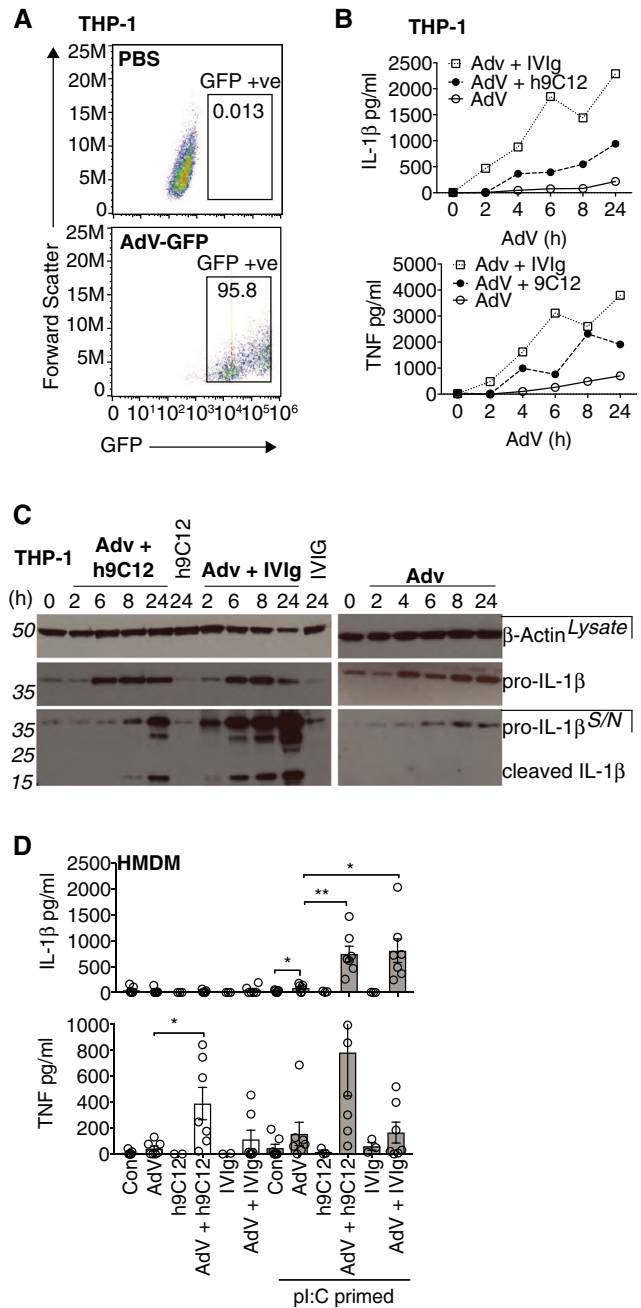 A
THP-1
PBS
25M
20M
15M
10M
5M
0
GFP +ve
0.013
AdV-GFP
25M
20M
15M
10M
5M
0
GFP +ve
95.8
Forward Scatter
0 10¹ 10² 10³ 10⁴ 10⁵ 10⁶
GFP
B
THP-1
Adv + IVIg
AdV + h9C12
AdV
2500
2000
1500
1000
500
0
IL-1β pg/ml
0 2 4 6 8 24
AdV (h)
Adv + IVIg
AdV + 9C12
AdV
5000
4000
3000
2000
1000
0
TNF pg/ml
0 2 4 6 8 24
AdV (h)
C
THP-1
Adv + h9C12
h9C12
Adv + IVIg
IVIG
Adv
(h) 0 2 6 8 24 24 2 6 8 24 24 0 2 4 6 8 24
50
β-Actin Lysate
35
pro-IL-1β
35
pro-IL-1β S/N
25
15
cleaved IL-1β
D
HMDM
2500
2000
1500
1000
500
0
IL-1β pg/ml
* ** *
1000
800
600
400
200
0
TNF pg/ml
*
Con AdV h9C12 AdV + h9C12 IVIg AdV + IVIg Con AdV h9C12 AdV + h9C12 IVIg AdV + IVIg
pI:C primed